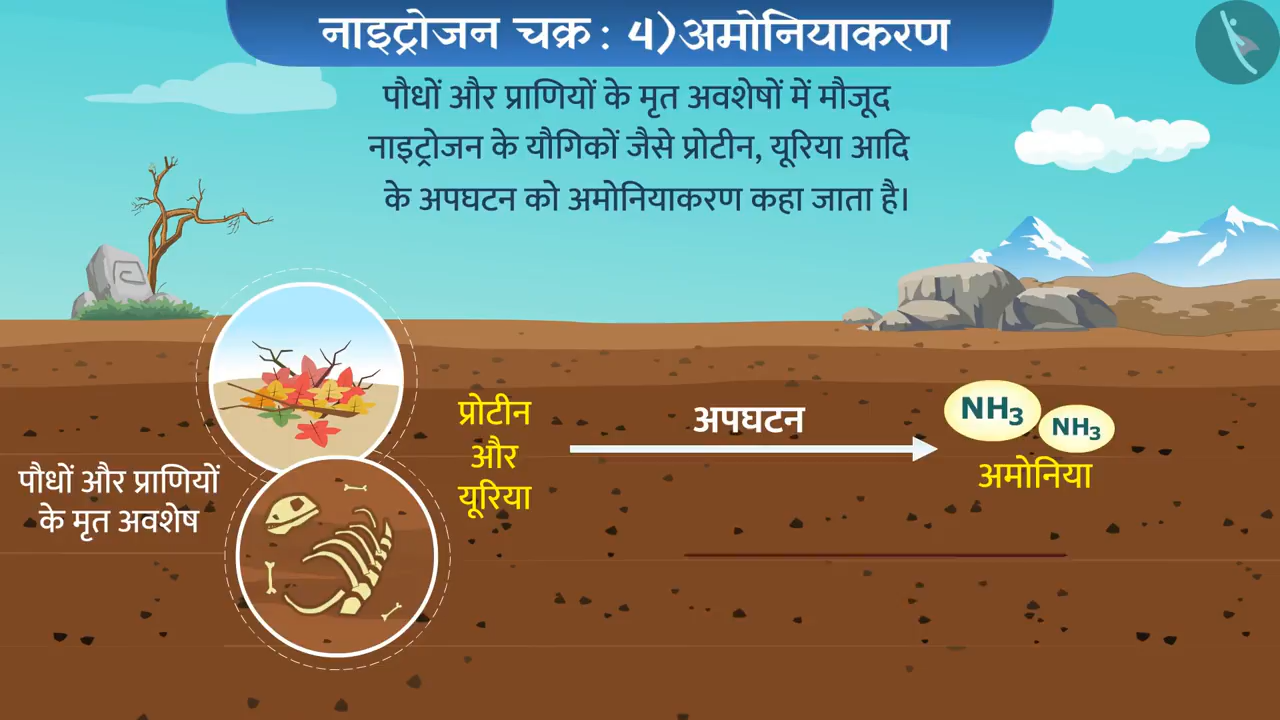 नाइट्रोजन चक्र: 4)अमोनियाकरण
पौधों और प्राणियों के मृत अवशेषों में मौजूद
नाइट्रोजन के यौगिकों जैसे प्रोटीन, यूरिया आदि
के अपघटन को अमोनियाकरण कहा जाता है।
पौधों और प्राणियों
के मृत अवशेष
प्रोटीन
और
यूरिया
अपघटन
NH₃
NH₃
अमोनिया